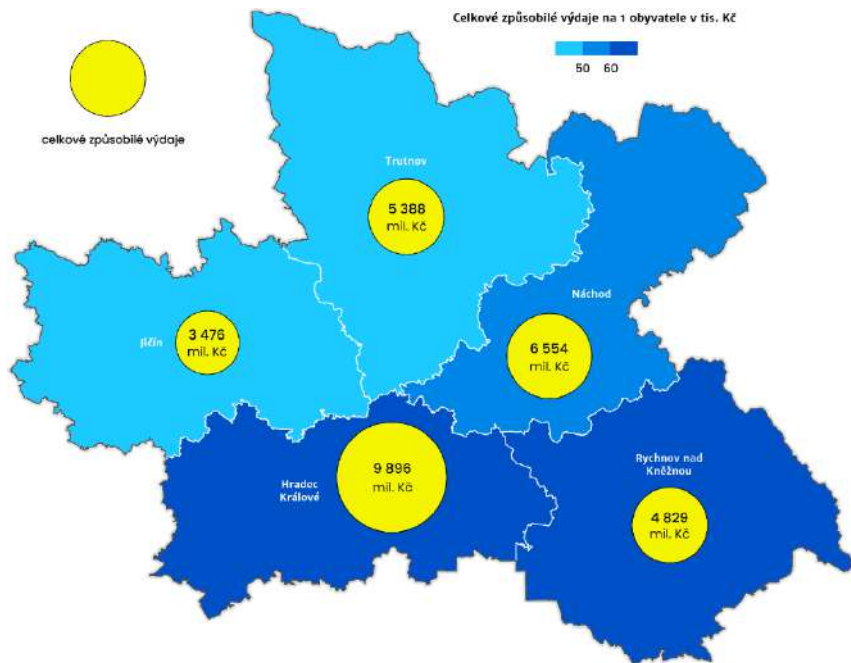 Celkové způsobilé výdaje na 1 obyvatele v tis. Kč
50 60
celkové způsobilé výdaje
Trutnov
5 388
mil. Kč
Náchod
6 554
mil. Kč
Jičín
3 476
mil. Kč
Hradec
Králové
9 896
mil. Kč
Rychnov nad
Kněžnou
4 829
mil. Kč